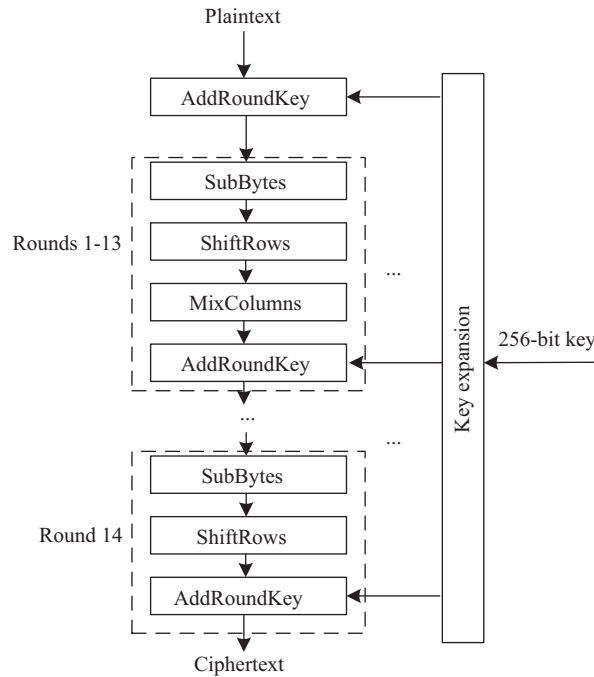 Plaintext
AddRoundKey
SubBytes
Rounds 1-13
ShiftRows
...
MixColumns
256-bit key
AddRoundKey
Key expansion
...
...
SubBytes
Round 14
ShiftRows
AddRoundKey
Ciphertext